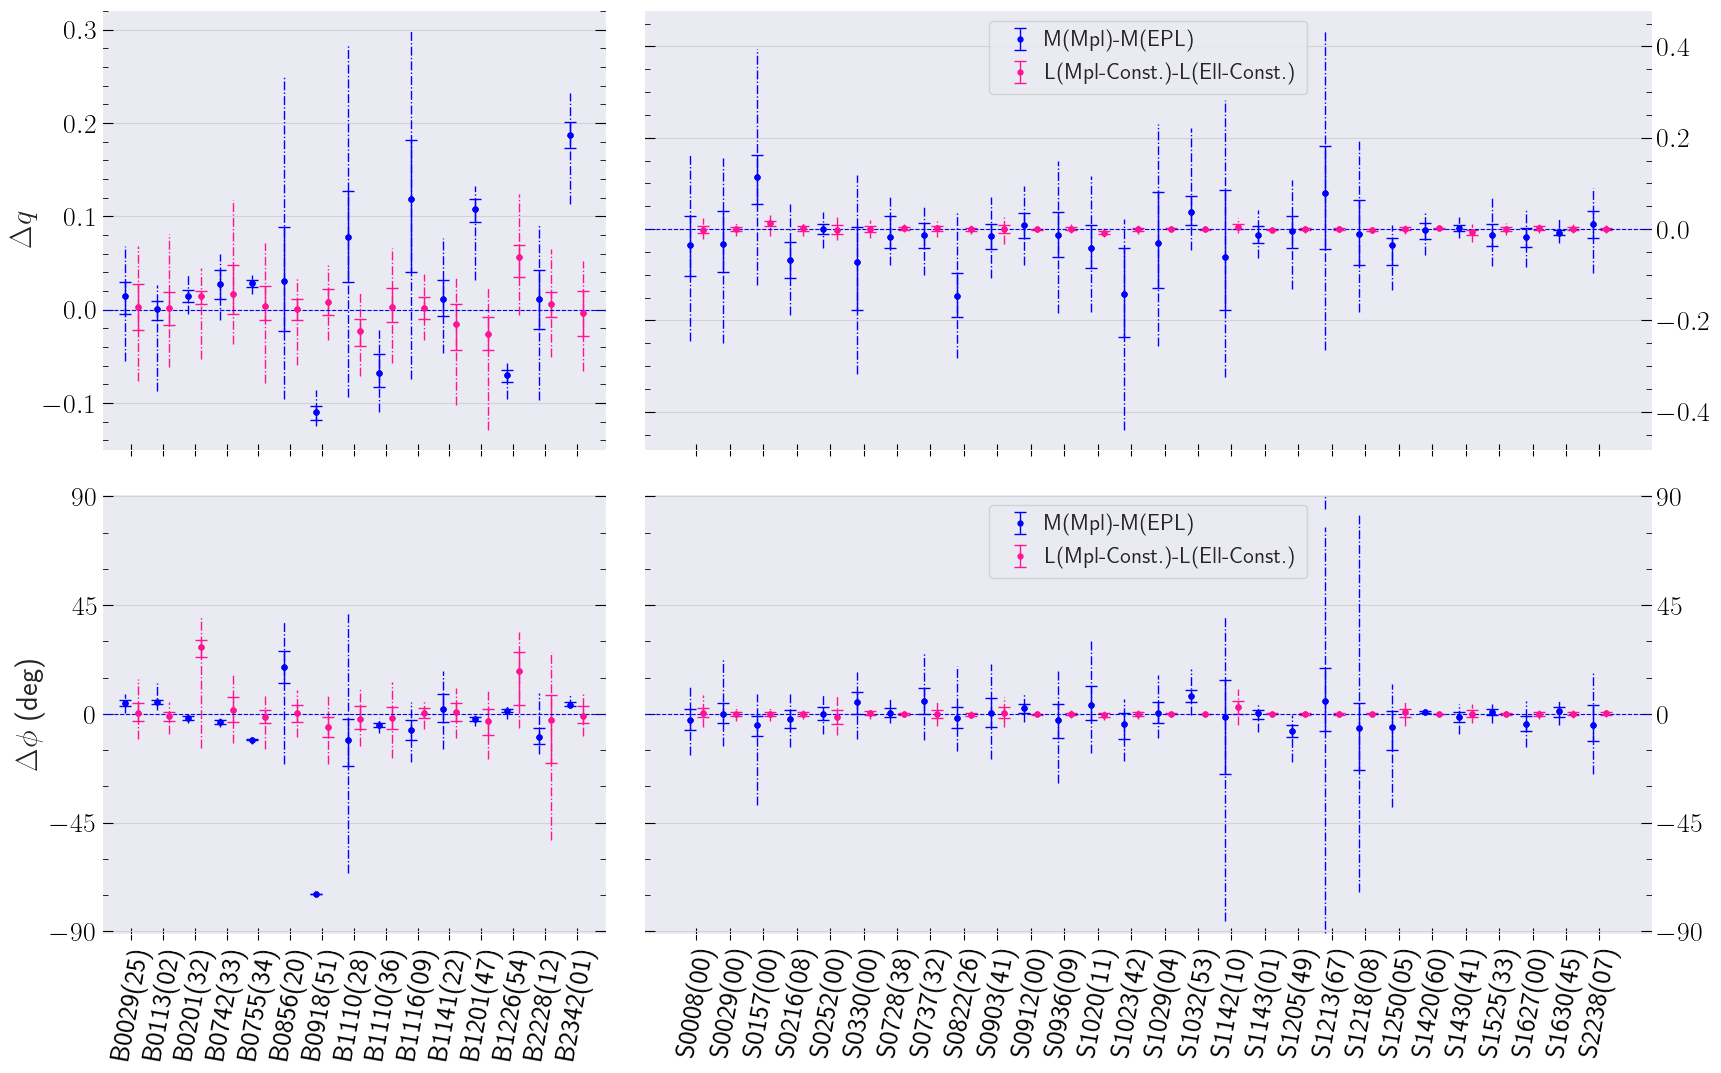 Δq
0.3
0.2
0.1
0.0
−0.1
M(Mpl)-M(EPL)
L(Mpl-Const.)-L(Ell-Const.)
0.4
0.2
0.0
−0.2
−0.4
Δϕ (deg)
90
45
0
−45
−90
M(Mpl)-M(EPL)
L(Mpl-Const.)-L(Ell-Const.)
90
45
0
−45
−90
B0029(25)
B0113(02)
B0201(32)
B0742(33)
B0755(34)
B0856(20)
B0918(51)
B1110(28)
B1110(36)
B1116(09)
B1141(22)
B1201(47)
B1226(54)
B2228(12)
B2342(01)
S0008(00)
S0029(00)
S0157(00)
S0216(08)
S0252(00)
S0330(00)
S0728(38)
S0737(32)
S0822(26)
S0903(41)
S0912(00)
S0936(09)
S1020(11)
S1023(42)
S1029(04)
S1032(53)
S1142(10)
S1143(01)
S1205(49)
S1213(67)
S1218(08)
S1250(05)
S1420(60)
S1430(41)
S1525(33)
S1627(00)
S1630(45)
S2238(07)